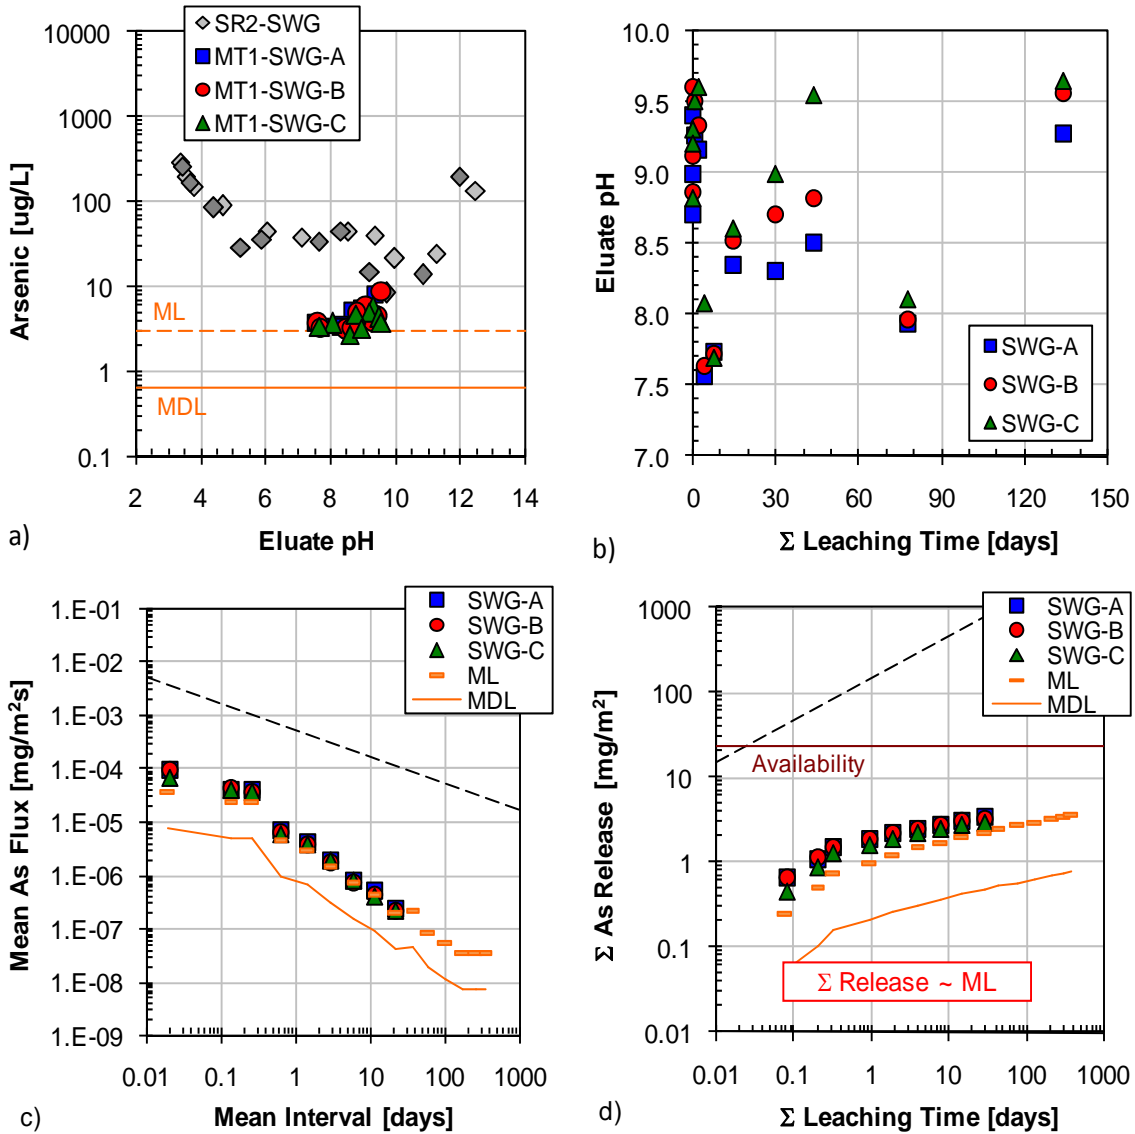 SR2-SWG
MT1-SWG-A
MT1-SWG-B
MT1-SWG-C
10000
1000
100
10
1
0.1
Arsenic [ug/L]
ML
MDL
2 4 6 8 10 12 14
Eluate pH
a)
10.0
9.5
9.0
8.5
8.0
7.5
7.0
Eluate pH
SWG-A
SWG-B
SWG-C
0 30 60 90 120 150
Σ Leaching Time [days]
b)
SWG-A
SWG-B
SWG-C
ML
MDL
1.E-01
1.E-02
1.E-03
1.E-04
1.E-05
1.E-06
1.E-07
1.E-08
1.E-09
Mean As Flux [mg/m²s]
0.01 0.1 1 10 100 1000
Mean Interval [days]
c)
SWG-A
SWG-B
SWG-C
ML
MDL
1000
100
10
1
0.1
0.01
Σ As Release [mg/m²]
Availability
Σ Release ~ ML
0.01 0.1 1 10 100 1000
Σ Leaching Time [days]
d)